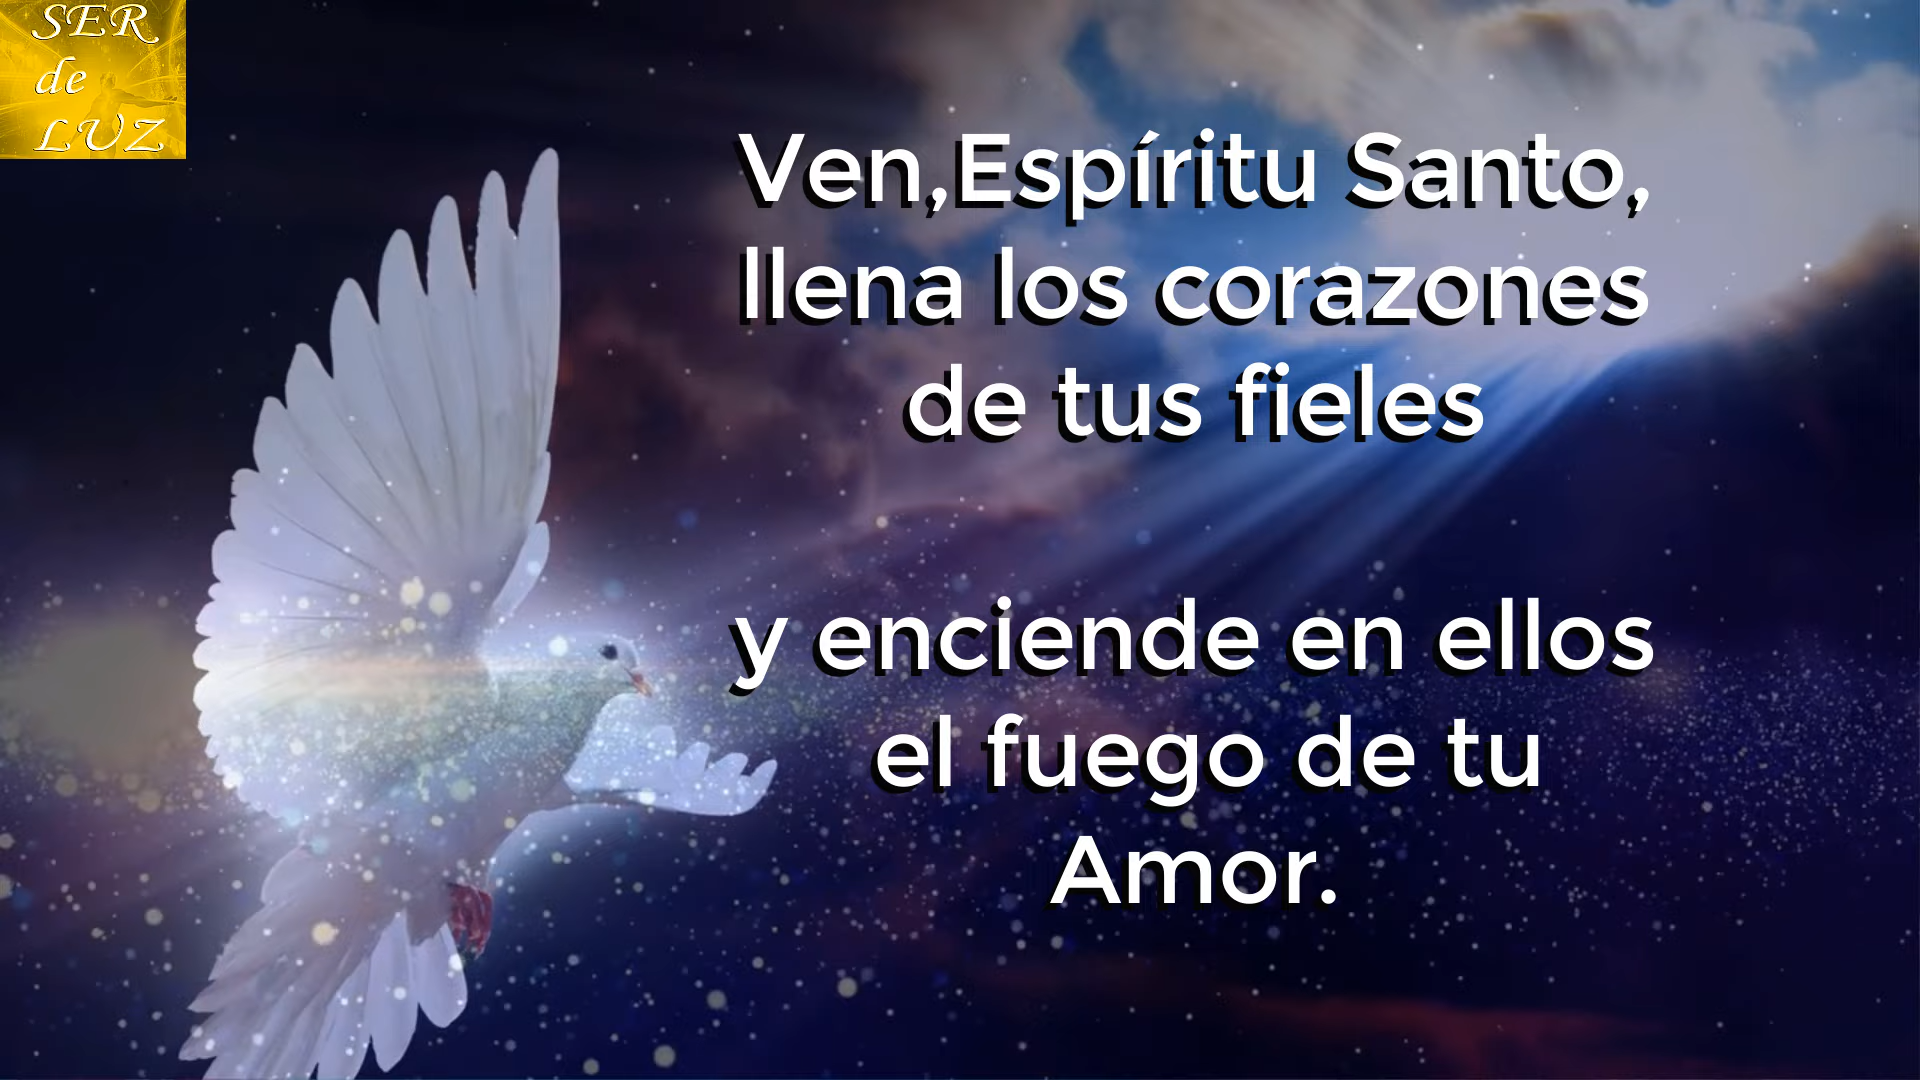 SER
de
LUZ
Ven,Espíritu Santo,
llena los corazones
de tus fieles
y enciende en ellos
el fuego de tu
Amor.